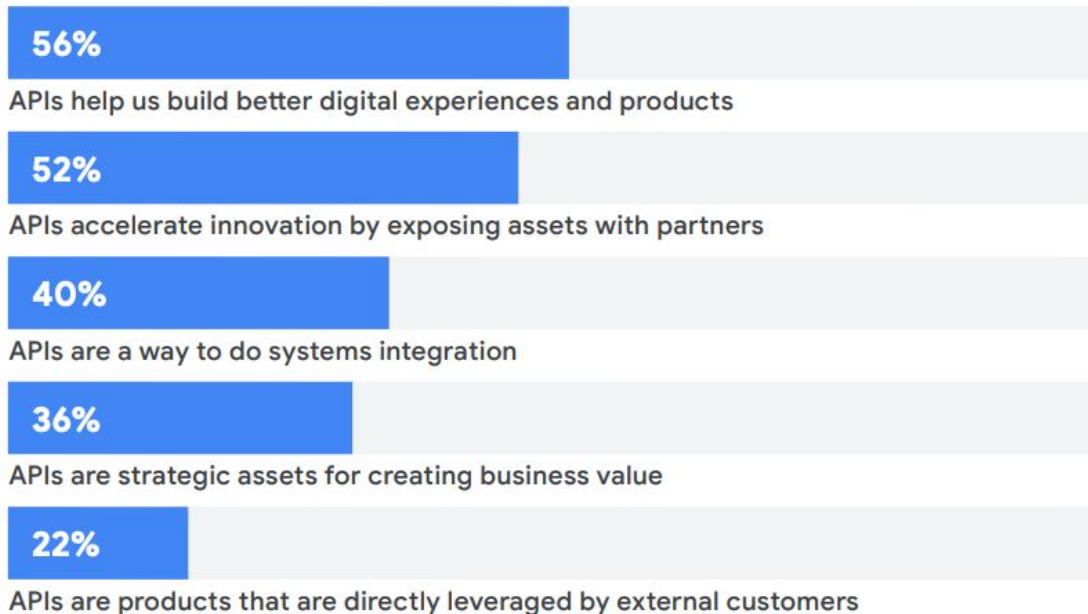 56%
APIs help us build better digital experiences and products
52%
APIs accelerate innovation by exposing assets with partners
40%
APIs are a way to do systems integration
36%
APIs are strategic assets for creating business value
22%
APIs are products that are directly leveraged by external customers